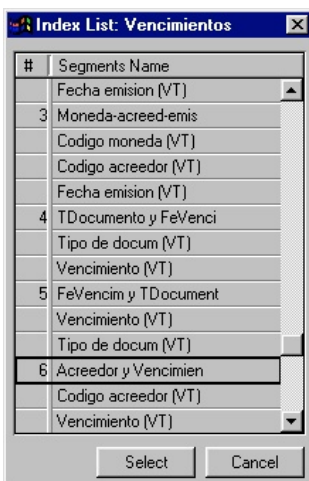 Index List: Vencimientos
# Segments Name
Fecha emision (VT)
3 Moneda-acreed-emis
Codigo moneda (VT)
Codigo acreedor (VT)
Fecha emision (VT)
4 TDocumento y FeVenci
Tipo de docum (VT)
Vencimiento (VT)
5 FeVencim y TDocument
Vencimiento (VT)
Tipo de docum (VT)
6 Acreedor y Vencimien
Codigo acreedor (VT)
Vencimiento (VT)
Select Cancel